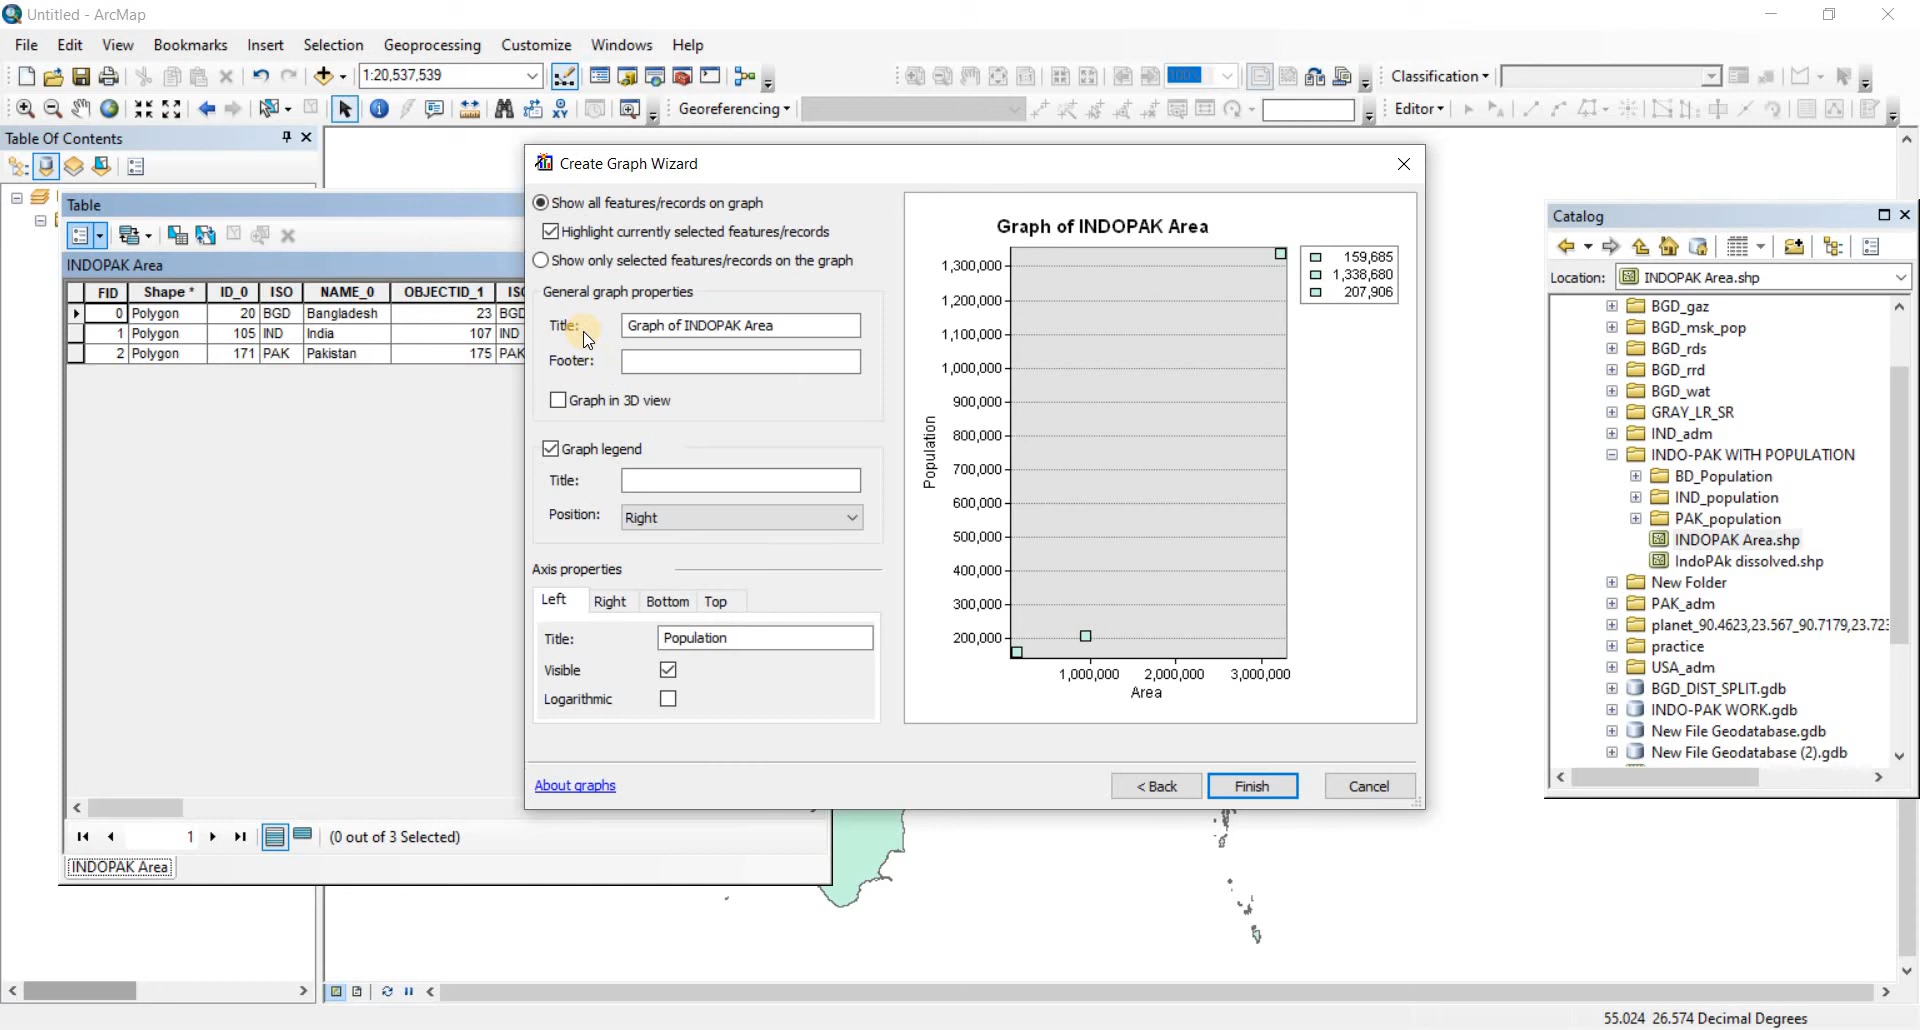 Untitled - ArcMap
File Edit View Bookmarks Insert Selection Geoprocessing Customize Windows Help
1:20,537,539
Classification
Georeferencing
Editor
Table Of Contents
Table
INDOPAK Area
FID Shape * ID_0 ISO NAME_0 OBJECTID_1
0 Polygon 20 BGD Bangladesh 23 BGD
1 Polygon 105 IND India 107 IND
2 Polygon 171 PAK Pakistan 175 PAK
1 (0 out of 3 Selected)
INDOPAK Area
Create Graph Wizard
Show all features/records on graph
Highlight currently selected features/records
Show only selected features/records on the graph
General graph properties
Title: Graph of INDOPAK Area
Footer:
Graph in 3D view
Graph legend
Title:
Position: Right
Axis properties
Left Right Bottom Top
Title: Population
Visible
Logarithmic
Graph of INDOPAK Area
1,300,000
1,200,000
1,100,000
1,000,000
900,000
800,000
700,000
600,000
500,000
400,000
300,000
200,000
Population
1,000,000 2,000,000 3,000,000
Area
159,685
1,338,680
207,906
About graphs
< Back Finish Cancel
Catalog
Location: INDOPAK Area.shp
BGD_gaz
BGD_msk_pop
BGD_rds
BGD_rrd
BGD_wat
GRAY_LR_SR
IND_adm
INDO-PAK WITH POPULATION
BD_Population
IND_population
PAK_population
INDOPAK Area.shp
IndoPAk dissolved.shp
New Folder
PAK_adm
planet_90.4623,23.567_90.7179,23.723
practice
USA_adm
BGD_DIST_SPLIT.gdb
INDO-PAK WORK.gdb
New File Geodatabase.gdb
New File Geodatabase (2).gdb
55.024 26.574 Decimal Degrees